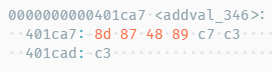 0000000000401ca7 <addval_346>:
401ca7: 8d 87 48 89 c7 c3
401cad: c3